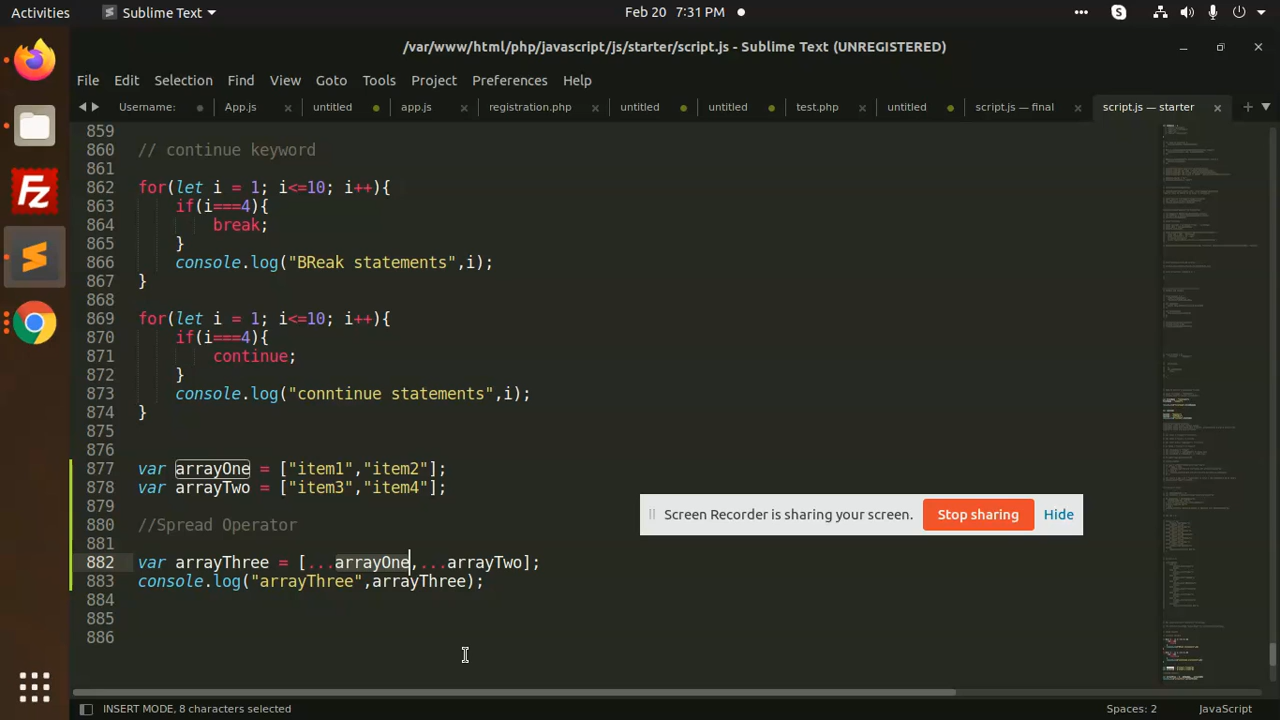 Activities Sublime Text Feb 20 7:31 PM
/var/www/html/php/javascript/js/starter/script.js - Sublime Text (UNREGISTERED)
File Edit Selection Find View Goto Tools Project Preferences Help
Username: App.js untitled app.js registration.php untitled untitled test.php untitled script.js — final script.js — starter
859
860 // continue keyword
861
862 for(let i = 1; i<=10; i++){
863 if(i===4){
864 break;
865 }
866 console.log("BReak statements",i);
867 }
868
869 for(let i = 1; i<=10; i++){
870 if(i===4){
871 continue;
872 }
873 console.log("conntinue statements",i);
874 }
875
876
877 var arrayOne = ["item1","item2"];
878 var arrayTwo = ["item3","item4"];
879
880 //Spread Operator
881
882 var arrayThree = [...arrayOne,...arrayTwo];
883 console.log("arrayThree",arrayThree);
884
885
886
Screen Recorder is sharing your screen. Stop sharing Hide
INSERT MODE, 8 characters selected Spaces: 2 JavaScript